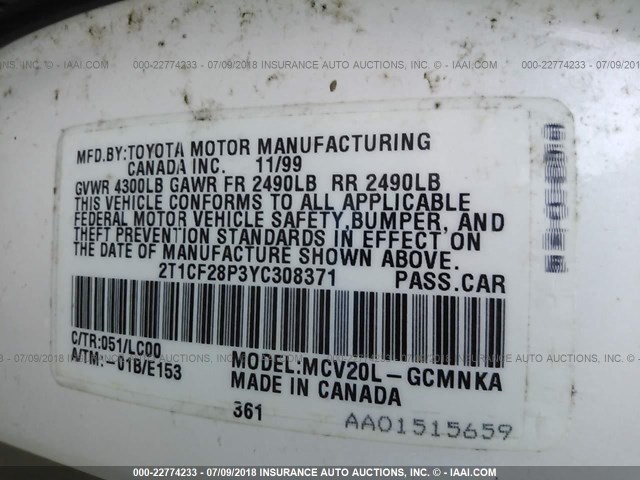 000-22774233 - 07/09/2018 INSURANCE AUTO AUCTIONS, INC. © - IAAI.COM
MFD.BY:TOYOTA MOTOR MANUFACTURING
CANADA INC. 11/99
GVWR 4300LB GAWR FR 2490LB RR 2490LB
THIS VEHICLE CONFORMS TO ALL APPLICABLE
FEDERAL MOTOR VEHICLE SAFETY,BUMPER, AND
THEFT PREVENTION STANDARDS IN EFFECT ON
THE DATE OF MANUFACTURE SHOWN ABOVE.
2T1CF28P3YC308371 PASS.CAR
C/TR:051/LC00
A/TM:-01B/E153
MODEL:MCV20L-GCMNKA
MADE IN CANADA
361
AA01515659
000-22774233 - 07/09/2018 INSURANCE AUTO AUCTIONS, INC. © - IAAI.COM